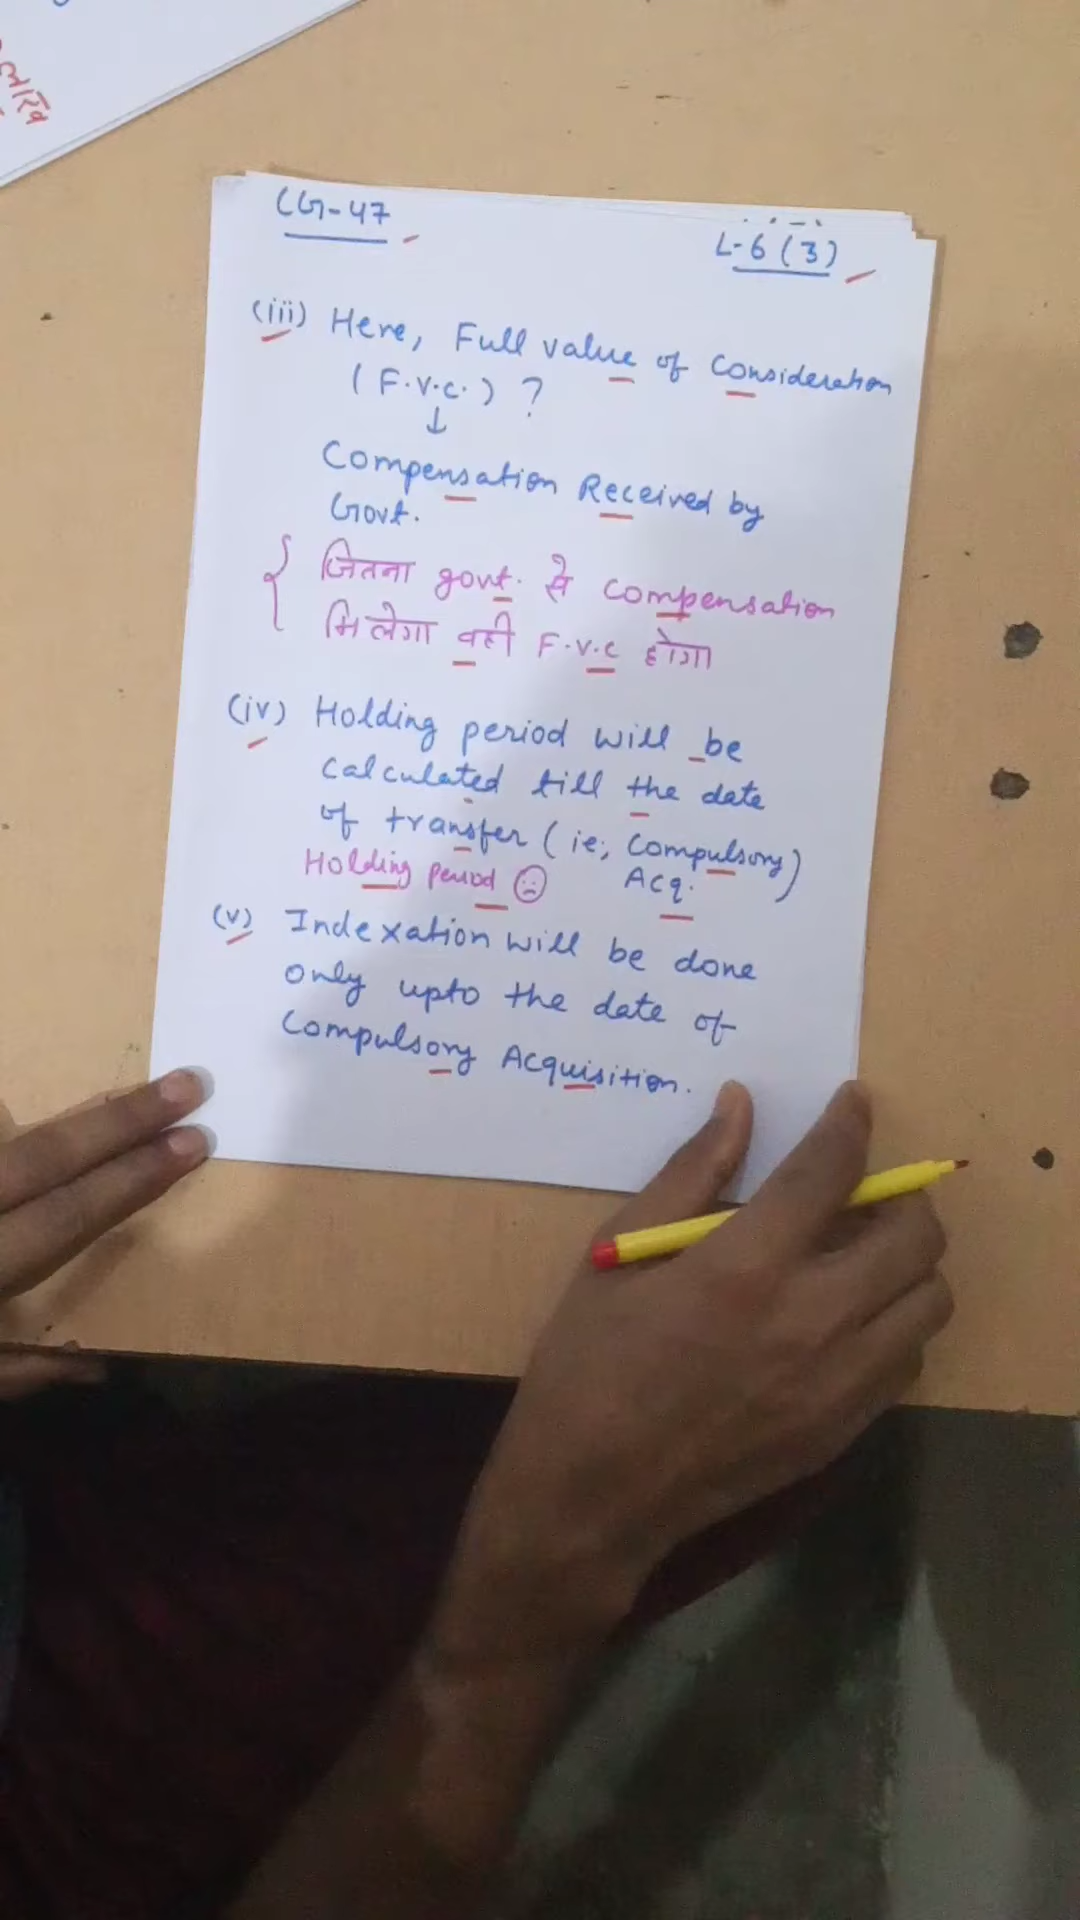 CG-47
L-6(3)
(iii) Here, Full value of Consideration
(F.V.C.) ?
↓
Compensation Received by
Govt.
जितना govt. से compensation
मिलेगा वही F.V.C होगा
(iv) Holding period will be
calculated till the date
of transfer (ie; Compulsory)
Holding period ☹ Acq.
(v) Indexation will be done
only upto the date of
Compulsory Acquisition.